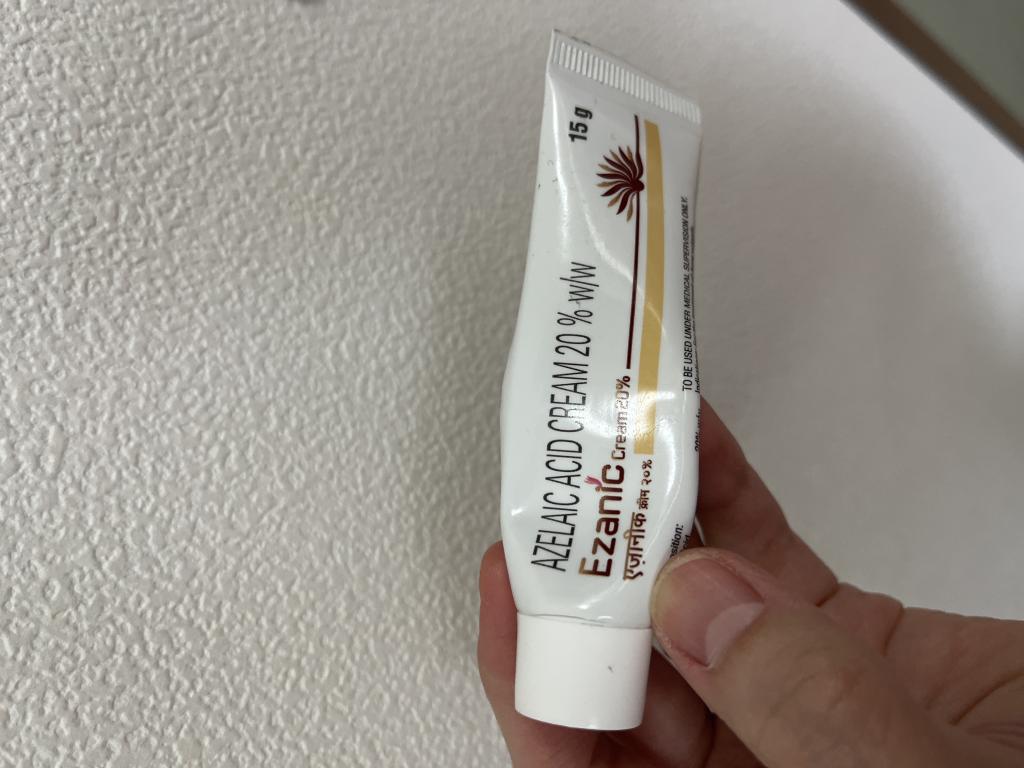 15 g
AZELAIC ACID CREAM 20 % w/w
Ezanic Cream 20%
एज़ानीक क्रीम २०%
TO BE USED UNDER MEDICAL SUPERVISION ONLY.